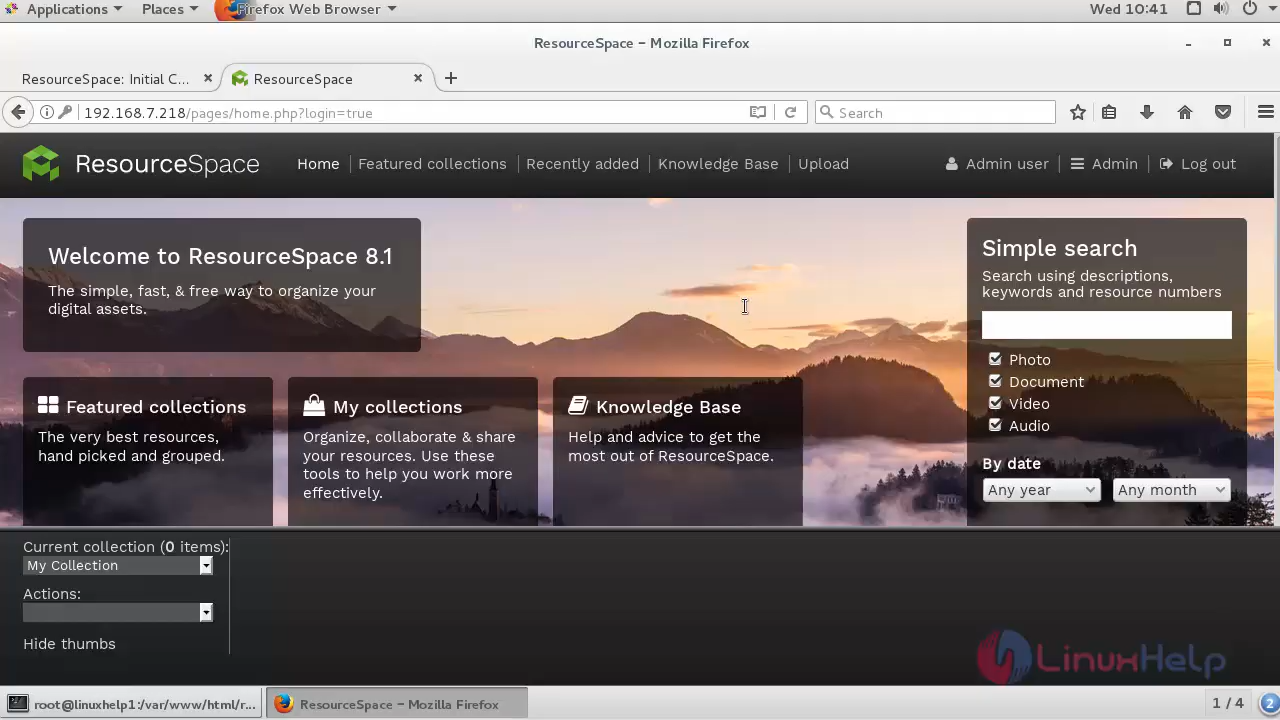 Applications Places Firefox Web Browser Wed 10:41
ResourceSpace – Mozilla Firefox
ResourceSpace: Initial C... ResourceSpace
192.168.7.218/pages/home.php?login=true Search
ResourceSpace Home Featured collections Recently added Knowledge Base Upload Admin user Admin Log out
Welcome to ResourceSpace 8.1
The simple, fast, & free way to organize your
digital assets.
Simple search
Search using descriptions,
keywords and resource numbers
Photo
Document
Video
Audio
By date
Any year Any month
Featured collections
The very best resources,
hand picked and grouped.
My collections
Organize, collaborate & share
your resources. Use these
tools to help you work more
effectively.
Knowledge Base
Help and advice to get the
most out of ResourceSpace.
Current collection (0 items):
My Collection
Actions:
Hide thumbs
LinuxHelp
root@linuxhelp1:/var/www/html/r... ResourceSpace – Mozilla Firefox 1 / 4 2